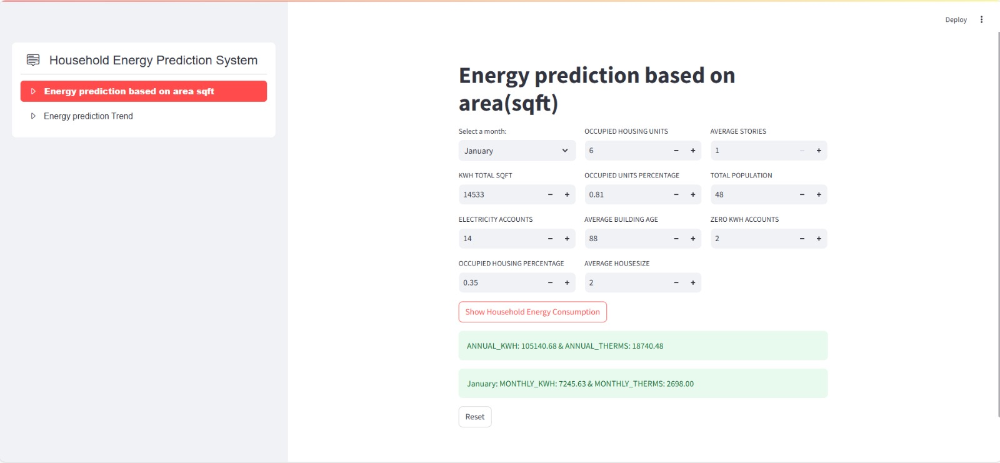 Deploy
Household Energy Prediction System
Energy prediction based on area sqft
Energy prediction Trend
Energy prediction based on
area(sqft)
Select a month:
OCCUPIED HOUSING UNITS
AVERAGE STORIES
January
6
1
KWH TOTAL SQFT
OCCUPIED UNITS PERCENTAGE
TOTAL POPULATION
14533
0.81
48
ELECTRICITY ACCOUNTS
AVERAGE BUILDING AGE
ZERO KWH ACCOUNTS
14
88
2
OCCUPIED HOUSING PERCENTAGE
AVERAGE HOUSESIZE
0.35
2
Show Household Energy Consumption
ANNUAL_KWH: 105140.68 & ANNUAL_THERMS: 18740.48
January: MONTHLY_KWH: 7245.63 & MONTHLY_THERMS: 2698.00
Reset